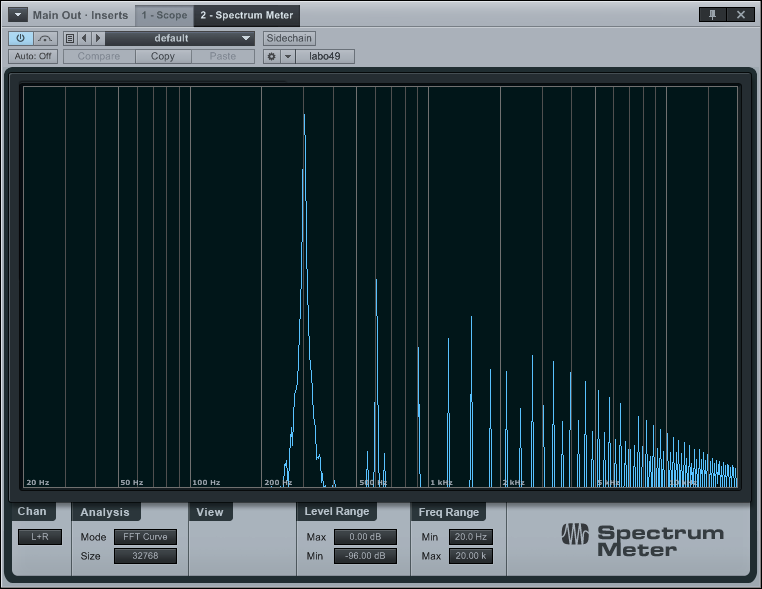 Main Out · Inserts 1 - Scope 2 - Spectrum Meter
default Sidechain
Auto: Off Compare Copy Paste labo49
20 Hz 50 Hz 100 Hz 200 Hz 500 Hz 1 kHz 2 kHz 5 kHz
Chan Analysis View Level Range Freq Range
L+R Mode FFT Curve Max 0.00 dB Min 20.0 Hz
Size 32768 Min -96.00 dB Max 20.00 k
Spectrum
Meter